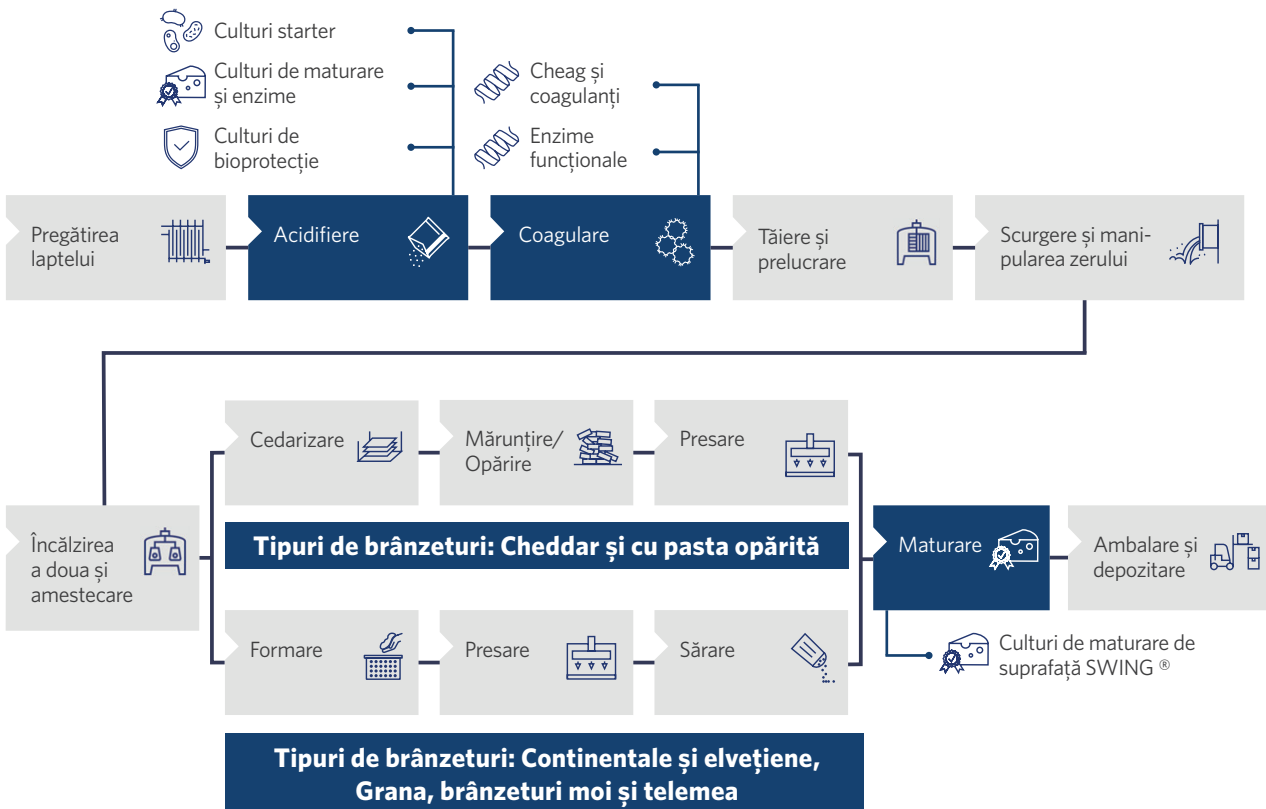 Culturi starter
Culturi de maturare
și enzime
Culturi de
bioprotecție
Cheag și
coagulanți
Enzime
funcționale
Pregătirea
laptelui
Acidifiere
Coagulare
Tăiere și
prelucrare
Scurgere și mani-
pularea zerului
Cedarizare
Mărunțire/
Opărire
Presare
Încălzirea
a doua și
amestecare
Tipuri de brânzeturi: Cheddar și cu pasta opărită
Maturare
Ambalare și
depozitare
Formare
Presare
Sărare
Culturi de maturare de
suprafață SWING ®
Tipuri de brânzeturi: Continentale și elvețiene,
Grana, brânzeturi moi și telemea